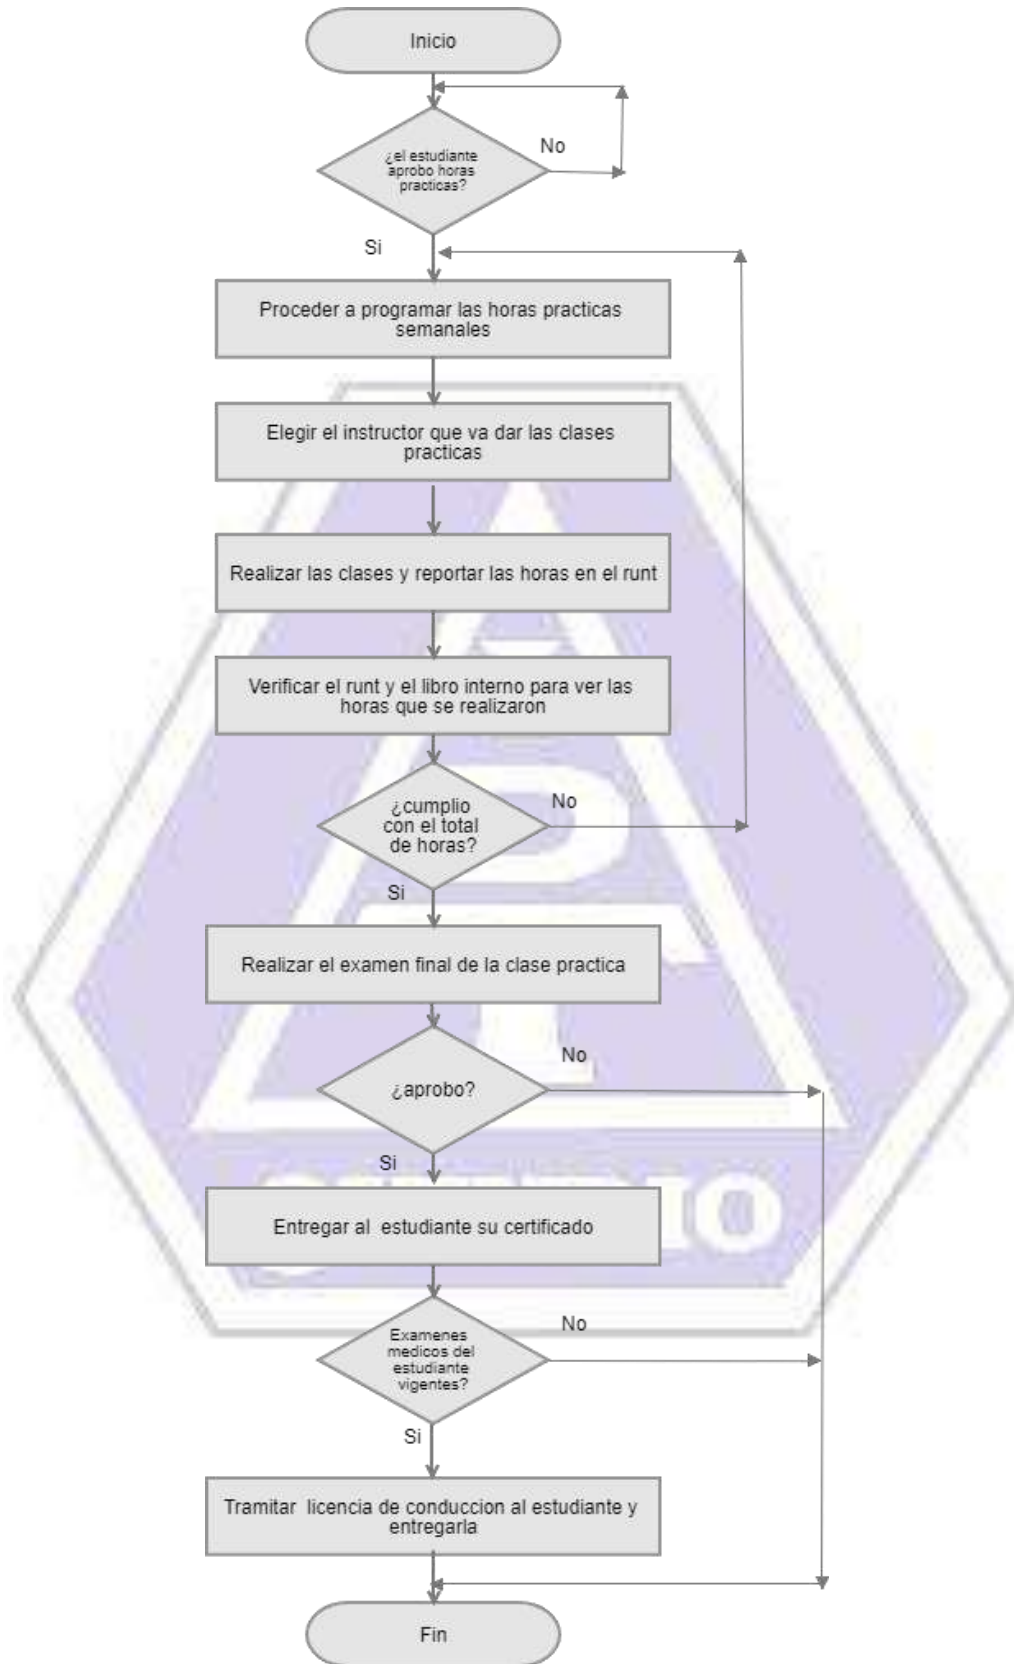 Inicio
¿el estudiante
aprobo horas
practicas?
No
Si
Proceder a programar las horas practicas
semanales
Elegir el instructor que va dar las clases
practicas
Realizar las clases y reportar las horas en el runt
Verificar el runt y el libro interno para ver las
horas que se realizaron
¿cumplio
con el total
de horas?
No
Si
Realizar el examen final de la clase practica
¿aprobo?
No
Si
Entregar al estudiante su certificado
Examenes
medicos del
estudiante
vigentes?
No
Si
Tramitar licencia de conduccion al estudiante y
entregarla
Fin